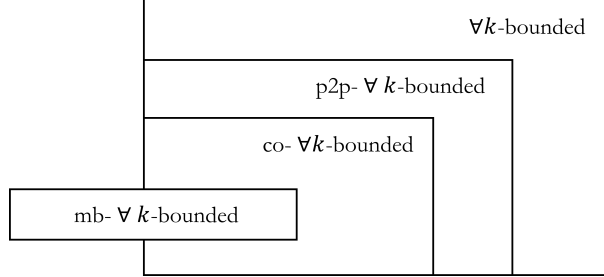 ∀k-bounded
p2p- ∀ k-bounded
co- ∀k-bounded
mb- ∀ k-bounded